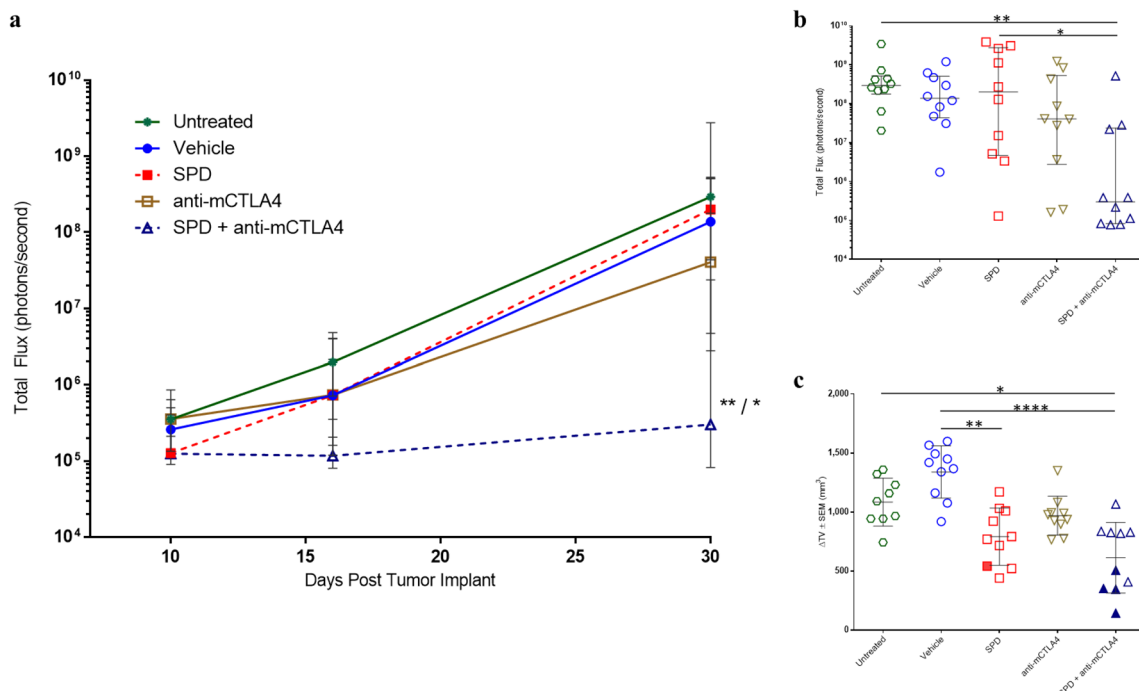 a
Total Flux (photons/second)
10^10
10^9
10^8
10^7
10^6
10^5
10^4
Untreated
Vehicle
SPD
anti-mCTLA4
SPD + anti-mCTLA4
** / *
10 15 20 25 30
Days Post Tumor Implant
b
Total Flux (photons/second)
10^10
10^9
10^8
10^7
10^6
10^5
10^4
**
*
Untreated
Vehicle
SPD
anti-mCTLA4
SPD + anti-mCTLA4
c
ΔTV ± SEM (mm³)
2,000
1,500
1,000
500
0
*
****
**
Untreated
Vehicle
SPD
anti-mCTLA4
SPD + anti-mCTLA4